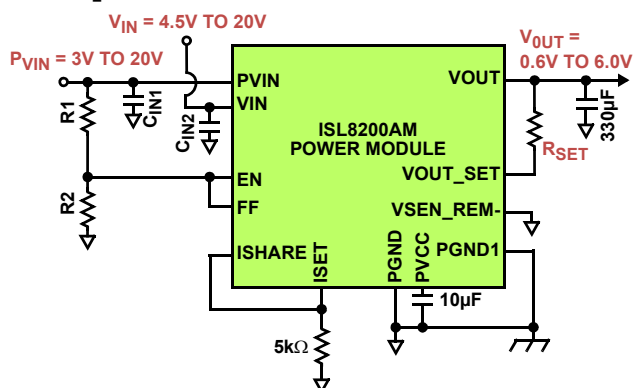 V_IN = 4.5V TO 20V
P_VIN = 3V TO 20V
V_0UT =
0.6V TO 6.0V
R1
C_IN1
C_IN2
R2
PVIN
VIN
EN
FF
ISHARE
ISET
ISL8200AM
POWER MODULE
VOUT
VOUT_SET
VSEN_REM-
PGND1
PGND
PVCC
R_SET
330µF
10µF
5kΩ